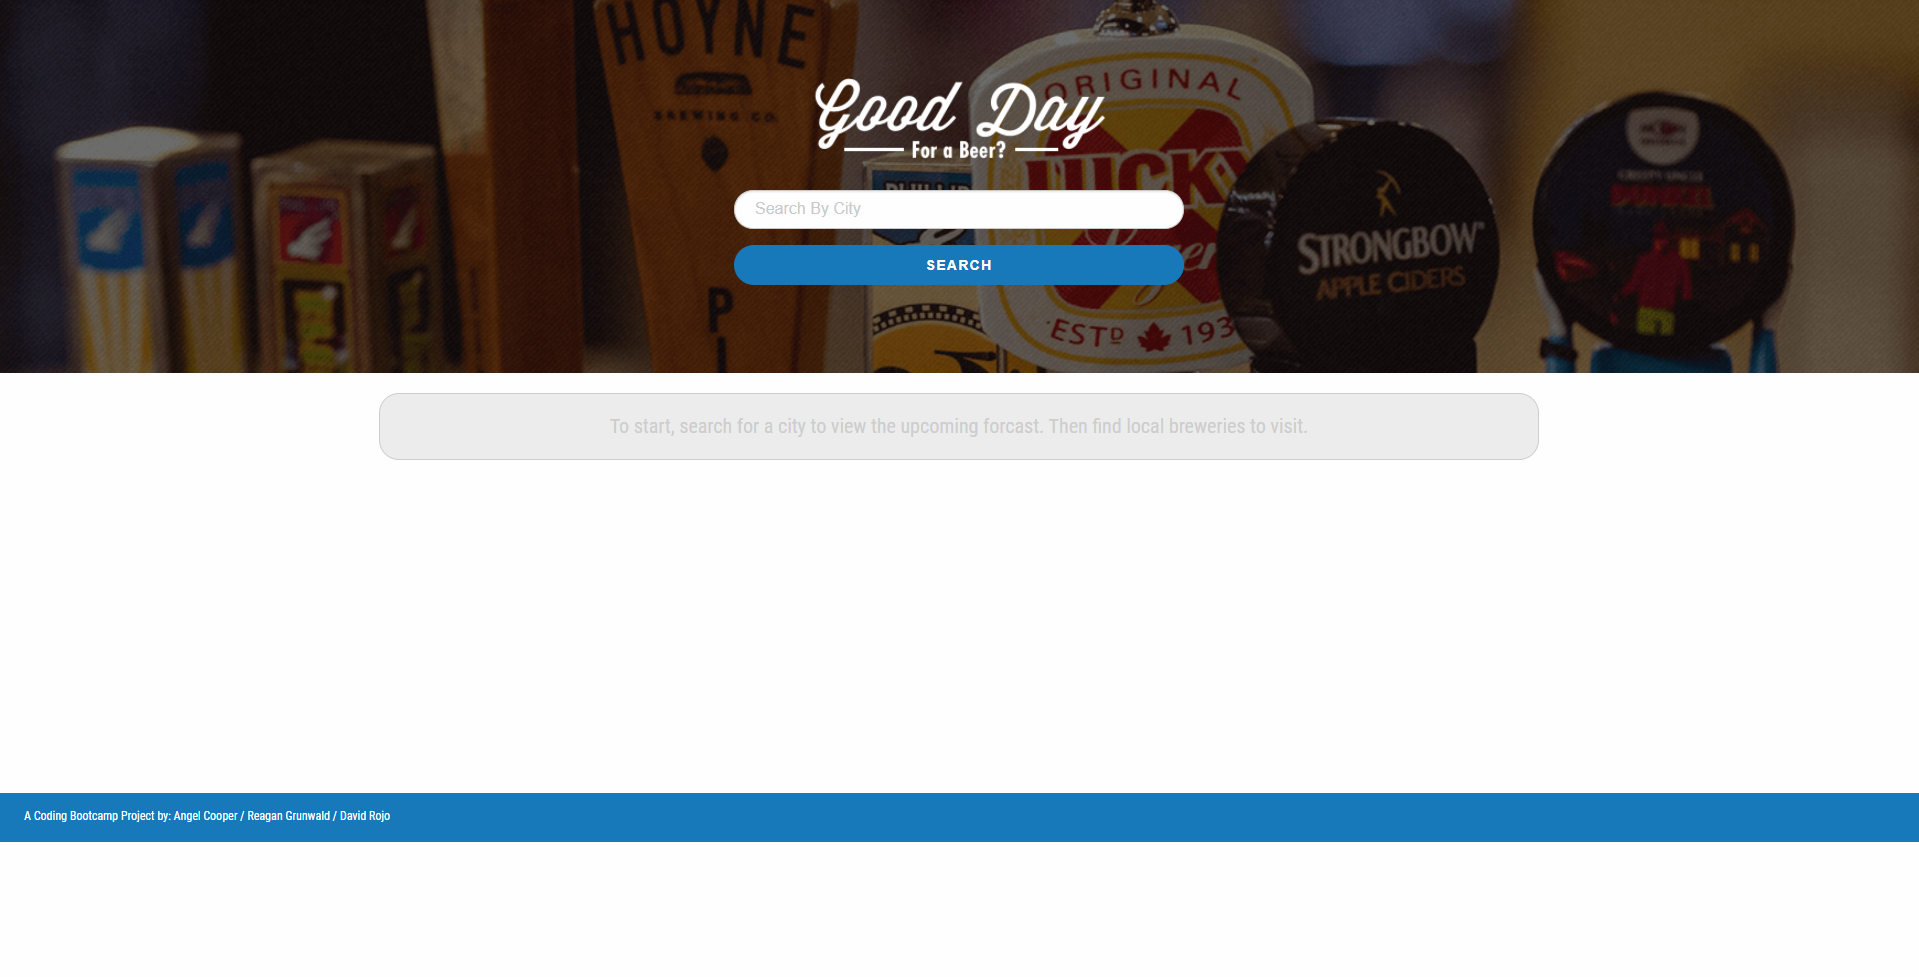 HOYNE
BREWING CO.
ORIGINAL
Good Day
For a Beer?
LUCKY
Search By City
SEARCH
STRONGBOW
APPLE CIDERS
ESTD 193
To start, search for a city to view the upcoming forcast. Then find local breweries to visit.
A Coding Bootcamp Project by: Angel Cooper / Reagan Grunwald / David Rojo